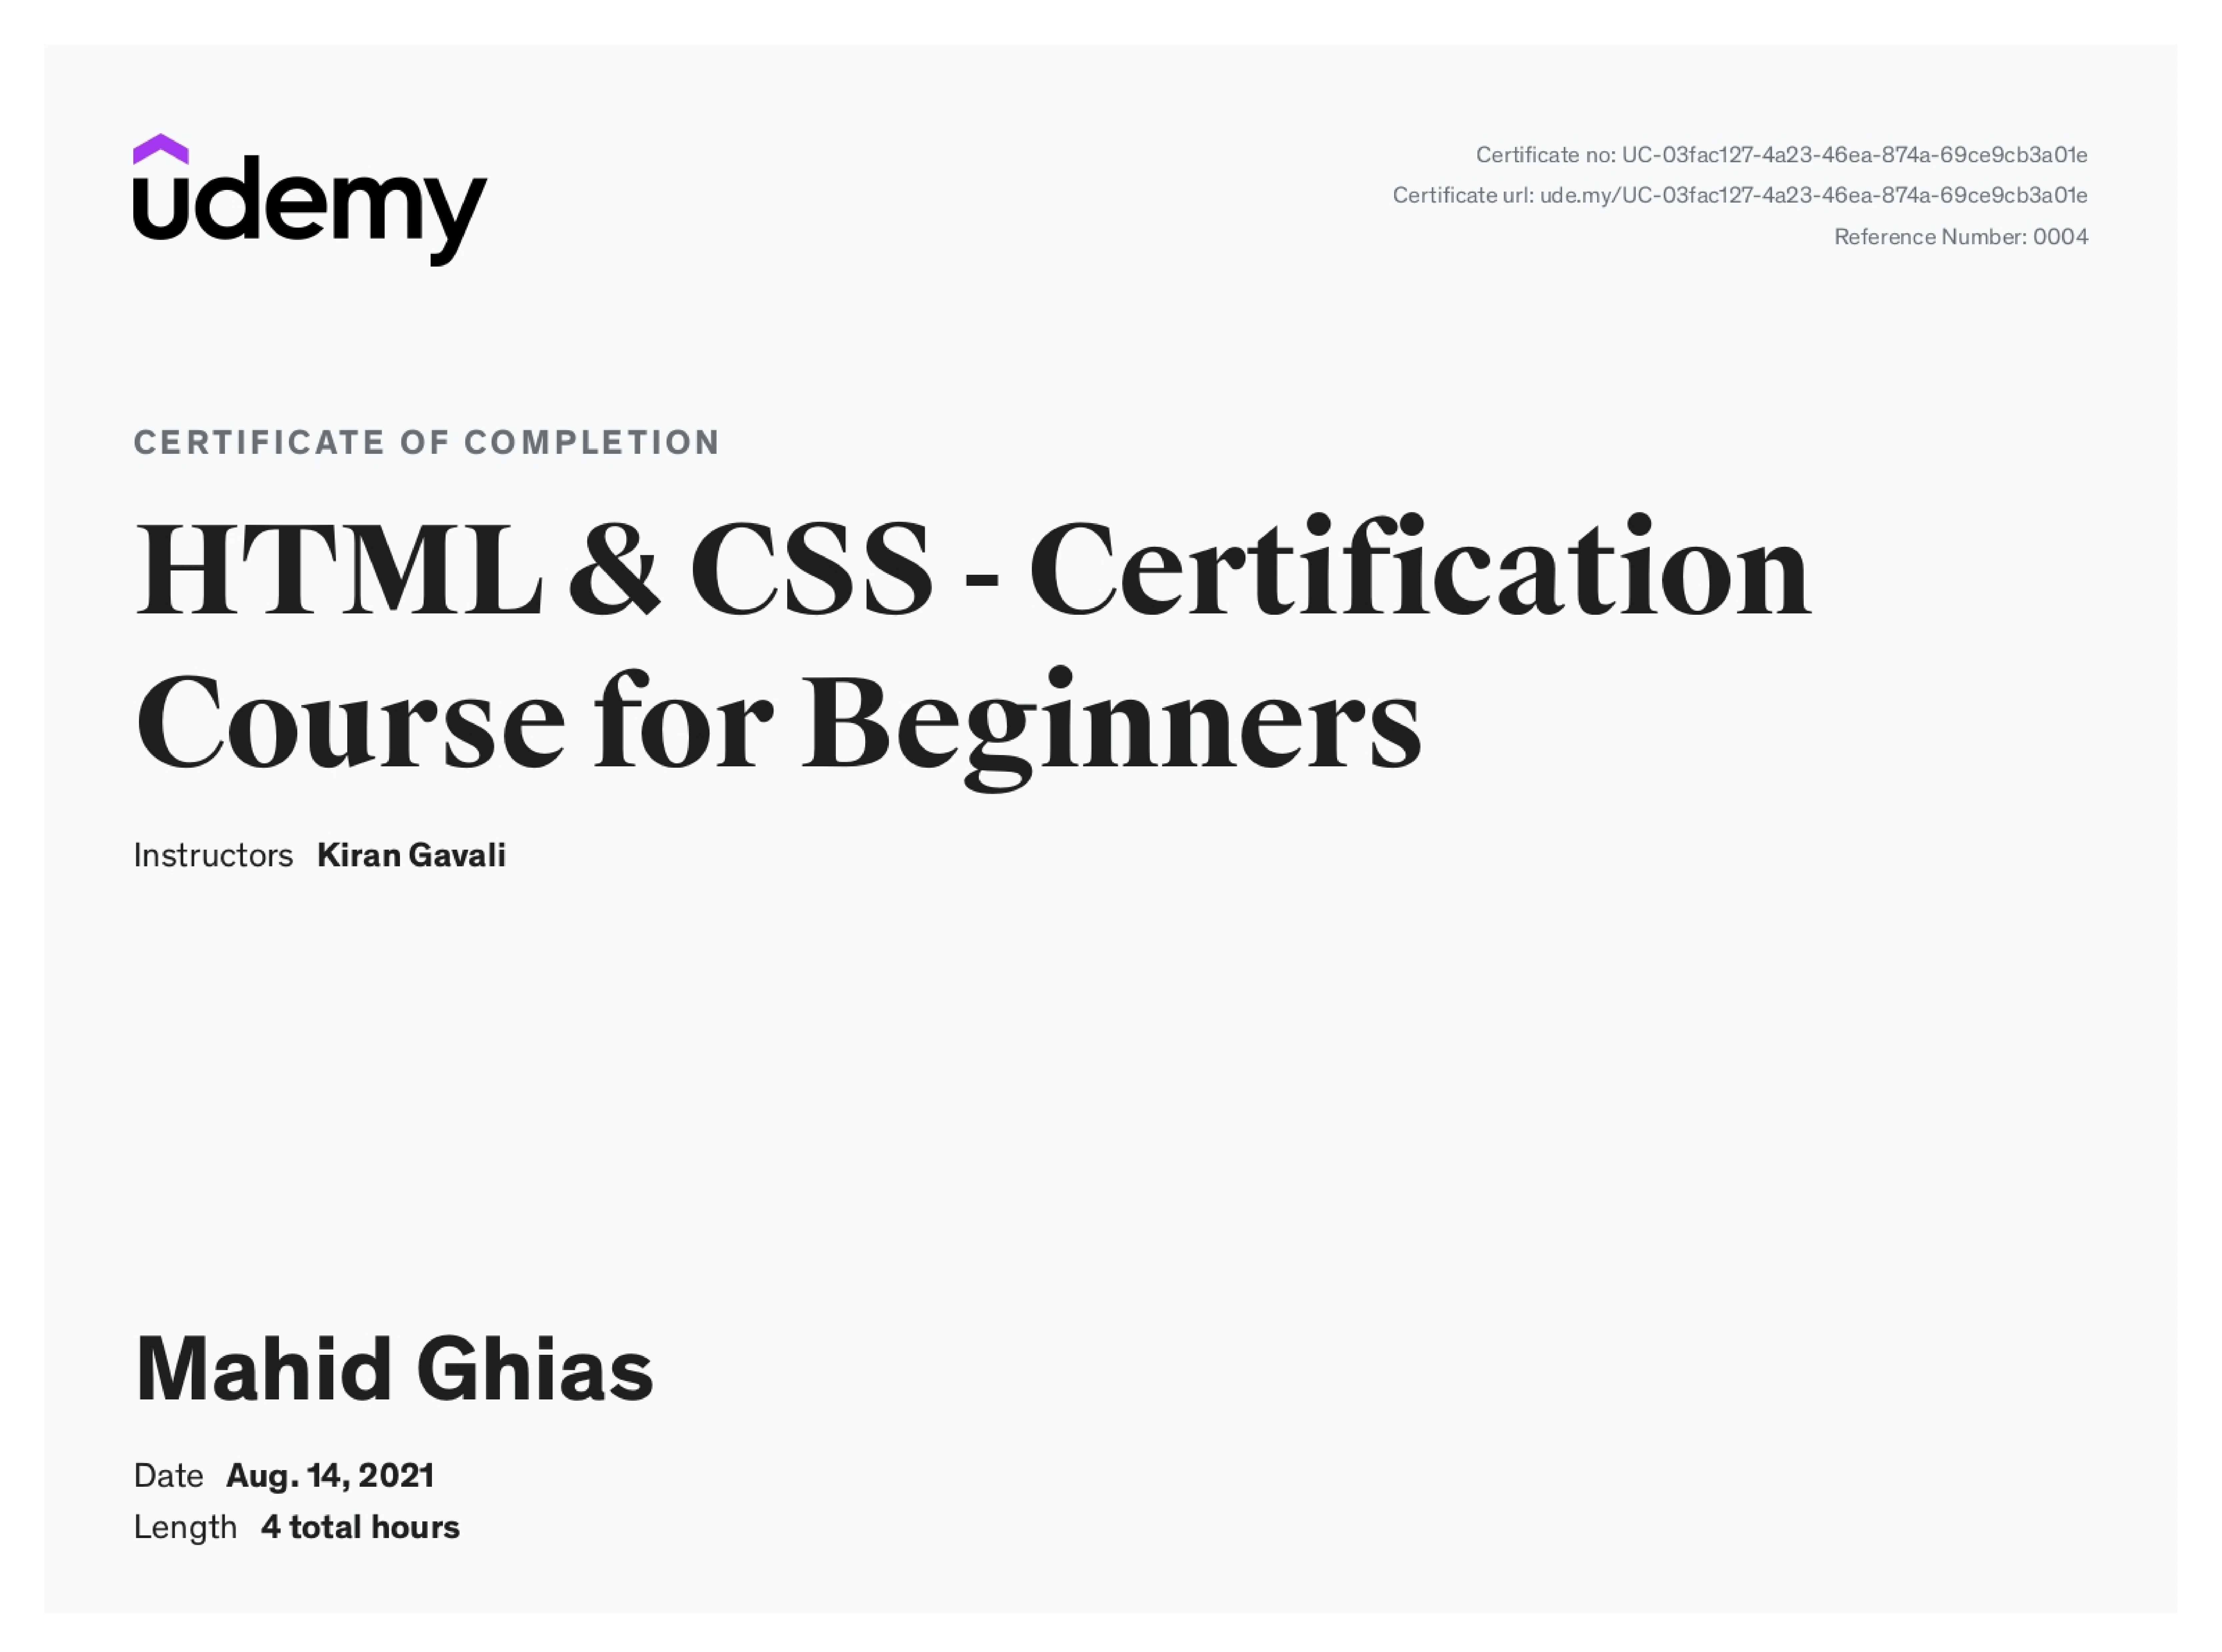 udemy
Certificate no: UC-03fac127-4a23-46ea-874a-69ce9cb3a01e
Certificate url: ude.my/UC-03fac127-4a23-46ea-874a-69ce9cb3a01e
Reference Number: 0004
CERTIFICATE OF COMPLETION
HTML & CSS - Certification
Course for Beginners
Instructors Kiran Gavali
Mahid Ghias
Date Aug. 14, 2021
Length 4 total hours